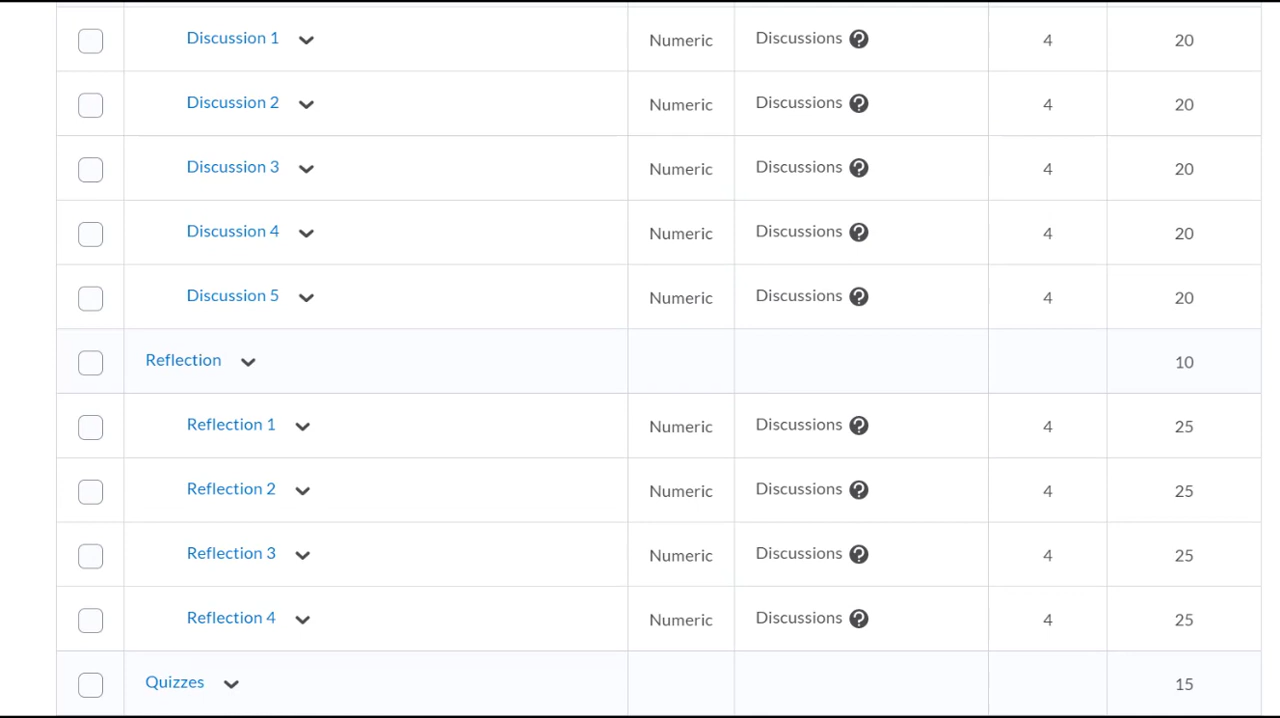 Discussion 1 Numeric Discussions 4 20
Discussion 2 Numeric Discussions 4 20
Discussion 3 Numeric Discussions 4 20
Discussion 4 Numeric Discussions 4 20
Discussion 5 Numeric Discussions 4 20
Reflection 10
Reflection 1 Numeric Discussions 4 25
Reflection 2 Numeric Discussions 4 25
Reflection 3 Numeric Discussions 4 25
Reflection 4 Numeric Discussions 4 25
Quizzes 15